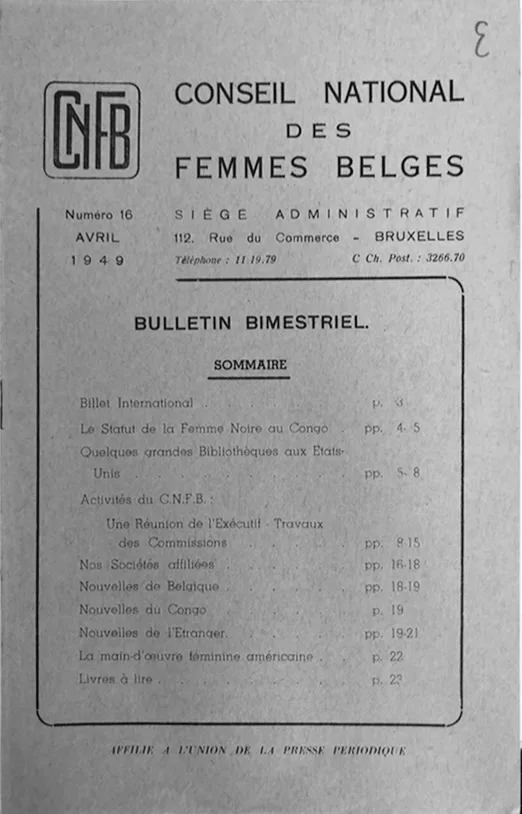 CNFB
CONSEIL NATIONAL
DES
FEMMES BELGES
Numéro 16
AVRIL
1949
SIÈGE ADMINISTRATIF
112, Rue du Commerce - BRUXELLES
Téléphone : 11.19.79 C Ch. Post. : 3266.70
BULLETIN BIMESTRIEL.
SOMMAIRE
Billet International . . . . . p. 3
Le Statut de la Femme Noire au Congo . pp. 4-5
Quelques grandes Bibliothèques aux Etats-
Unis . . . . . . . . . . pp. 5-8
Activités du C.N.F.B. :
Une Réunion de l'Exécutif - Travaux
des Commissions . . . . . pp. 8-15
Nos Sociétés affiliées . . . . . pp. 16-18
Nouvelles de Belgique . . . . . pp. 18-19
Nouvelles du Congo . . . . . p. 19
Nouvelles de l'Etranger. . . . . pp. 19-21
La main-d'œuvre féminine américaine . . p. 22
Livres à lire . . . . . . . . p.
AFFILIE A L'UNION DE LA PRESSE PERIODIQUE